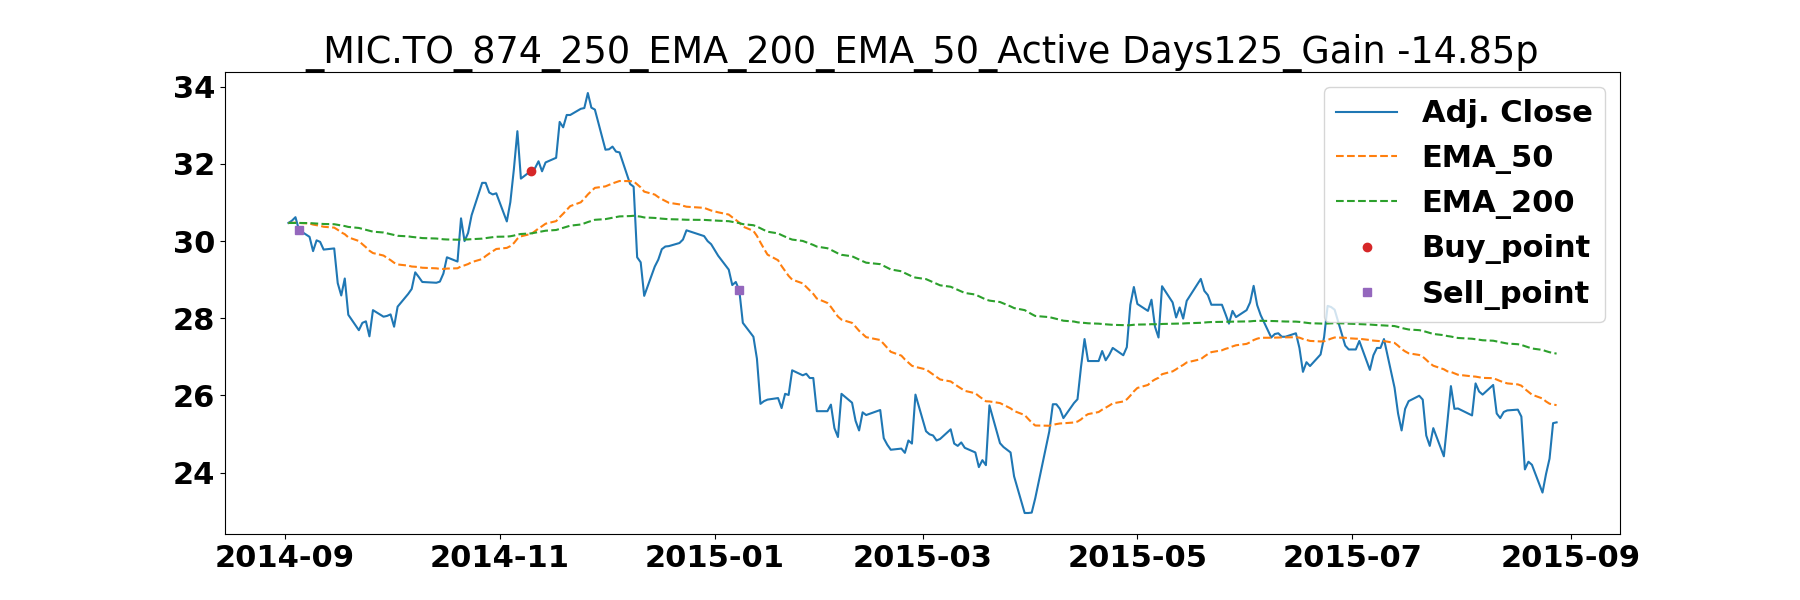 _MIC.TO_874_250_EMA_200_EMA_50_Active Days125_Gain -14.85p
34
32
30
28
26
24
Adj. Close
EMA_50
EMA_200
Buy_point
Sell_point
2014-09
2014-11
2015-01
2015-03
2015-05
2015-07
2015-09